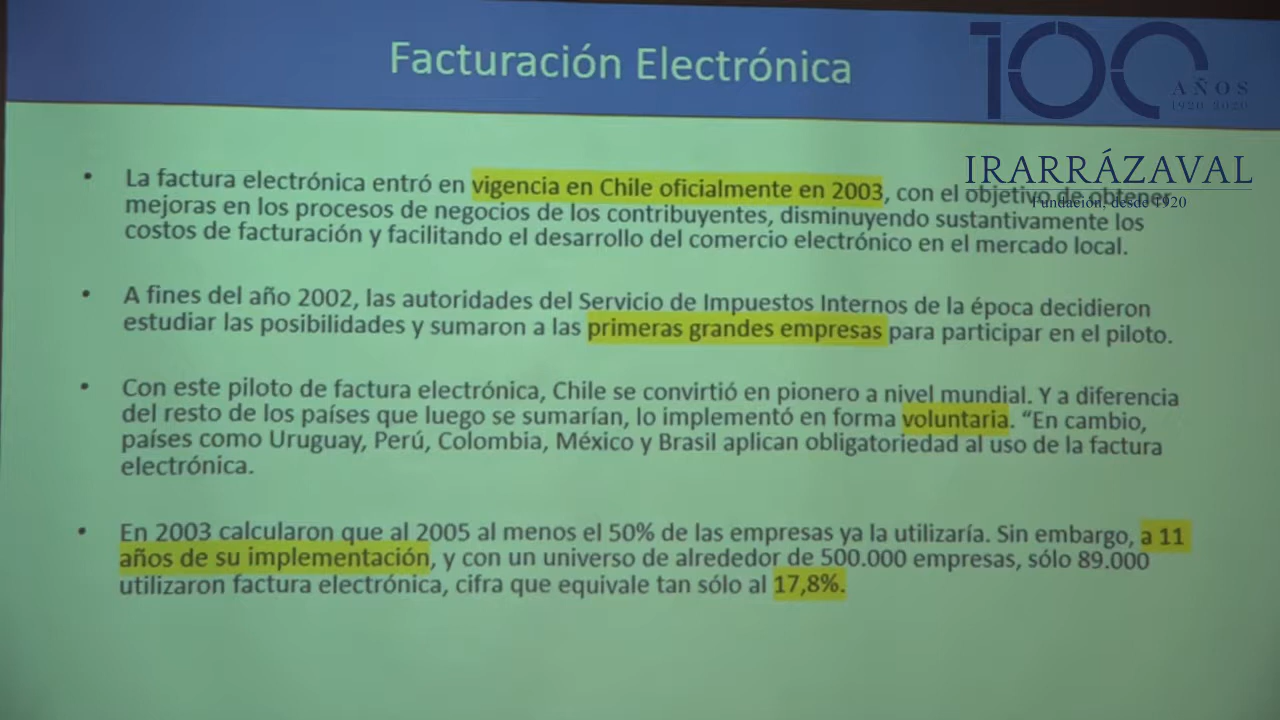 Facturación Electrónica
100
AÑOS
1920-2020
IRARRÁZAVAL
Fundación, desde 1920
• La factura electrónica entró en vigencia en Chile oficialmente en 2003, con el objetivo de obtener
mejoras en los procesos de negocios de los contribuyentes, disminuyendo sustantivamente los
costos de facturación y facilitando el desarrollo del comercio electrónico en el mercado local.
• A fines del año 2002, las autoridades del Servicio de Impuestos Internos de la época decidieron
estudiar las posibilidades y sumaron a las primeras grandes empresas para participar en el piloto.
• Con este piloto de factura electrónica, Chile se convirtió en pionero a nivel mundial. Y a diferencia
del resto de los países que luego se sumarían, lo implementó en forma voluntaria. “En cambio,
países como Uruguay, Perú, Colombia, México y Brasil aplican obligatoriedad al uso de la factura
electrónica.
• En 2003 calcularon que al 2005 al menos el 50% de las empresas ya la utilizaría. Sin embargo, a 11
años de su implementación, y con un universo de alrededor de 500.000 empresas, sólo 89.000
utilizaron factura electrónica, cifra que equivale tan sólo al 17,8%.